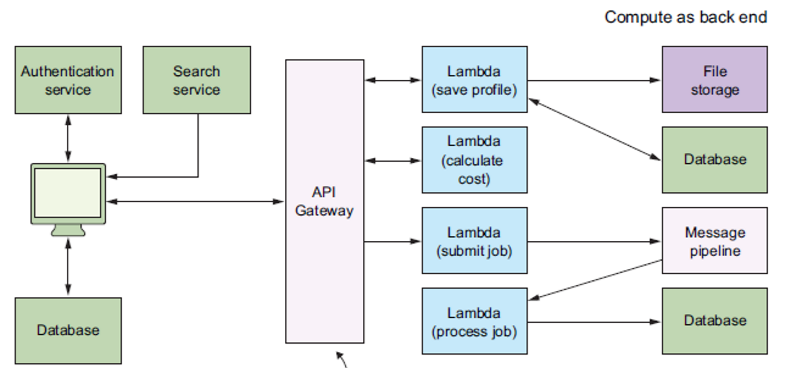 Compute as back end
Authentication
service
Search
service
Database
API
Gateway
Lambda
(save profile)
Lambda
(calculate
cost)
Lambda
(submit job)
Lambda
(process job)
File
storage
Database
Message
pipeline
Database